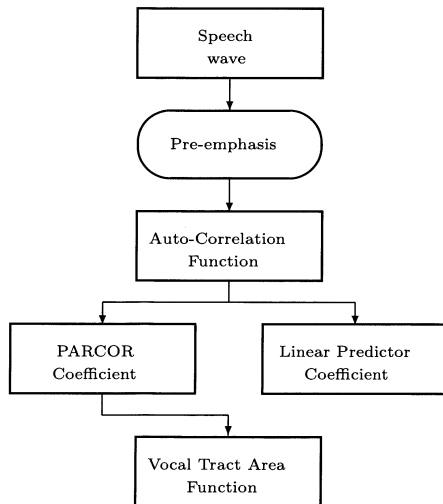 Speech
wave
Pre-emphasis
Auto-Correlation
Function
PARCOR
Coefficient
Linear Predictor
Coefficient
Vocal Tract Area
Function